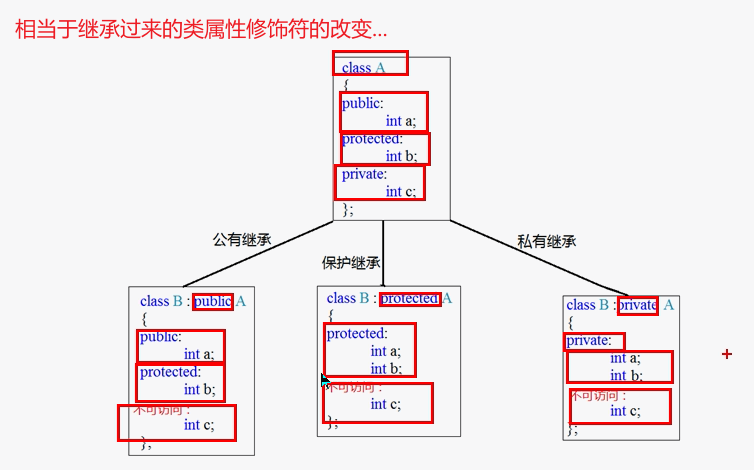 相当于继承过来的类属性修饰符的改变...
class A
{
public:
int a;
protected:
int b;
private:
int c;
};
公有继承
保护继承
私有继承
class B : public A
{
public:
int a;
protected:
int b;
不可访问：
int c;
};
class B : protected A
{
protected:
int a;
int b;
不可访问：
int c;
};
class B : private A
{
private:
int a;
int b;
不可访问：
int c;
};